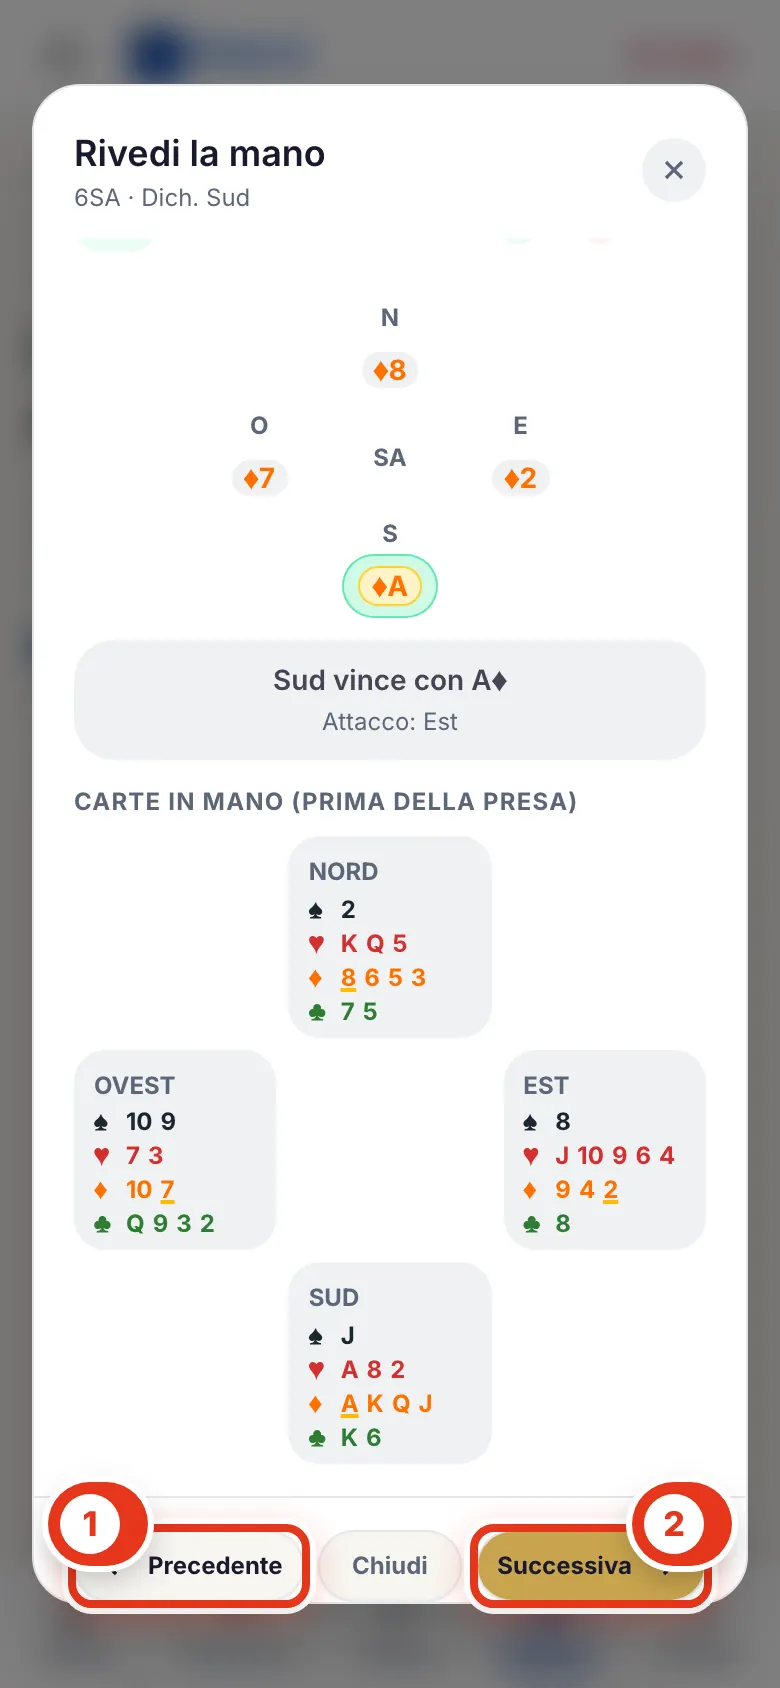 Rivedi la mano
6SA · Dich. Sud
N
♦8
O
E
♦7
SA
♦2
S
♦A
Sud vince con A♦
Attacco: Est
CARTE IN MANO (PRIMA DELLA PRESA)
NORD
♠ 2
♥ K Q 5
♦ 8 6 5 3
♣ 7 5
OVEST
♠ 10 9
♥ 7 3
♦ 10 7
♣ Q 9 3 2
EST
♠ 8
♥ J 10 9 6 4
♦ 9 4 2
♣ 8
SUD
♠ J
♥ A 8 2
♦ A K Q J
♣ K 6
1
2
Precedente
Chiudi
Successiva